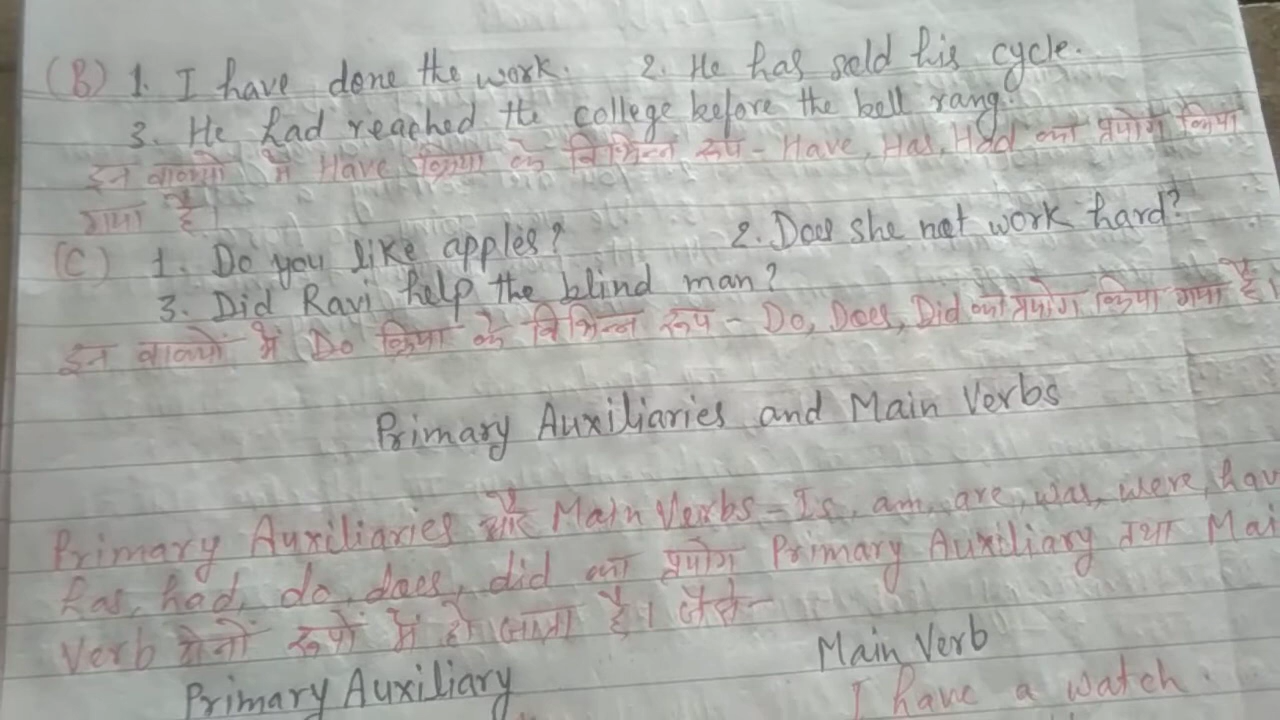 (B) 1. I have done the work. 2. He has sold his cycle.
3. He had reached the college before the bell rang.
इन वाक्यो में Have क्रिया के विभिन्न रूप - Have, Has, Had का प्रयोग किया
गया है।
(C) 1. Do you like apples? 2. Does she not work hard?
3. Did Ravi help the blind man?
इन वाक्यों में Do क्रिया के विभिन्न रूप - Do, Does, Did का प्रयोग किया गया है।
Primary Auxiliaries and Main Verbs
Primary Auxiliaries और Main Verbs - Is, am, are, was, were, hav
has, had, do, does, did का प्रयोग Primary Auxiliary तथा Mai
Verb दोनों रूपो में हो जाता है। जैसे-
Primary Auxiliary Main Verb
I have a watch.